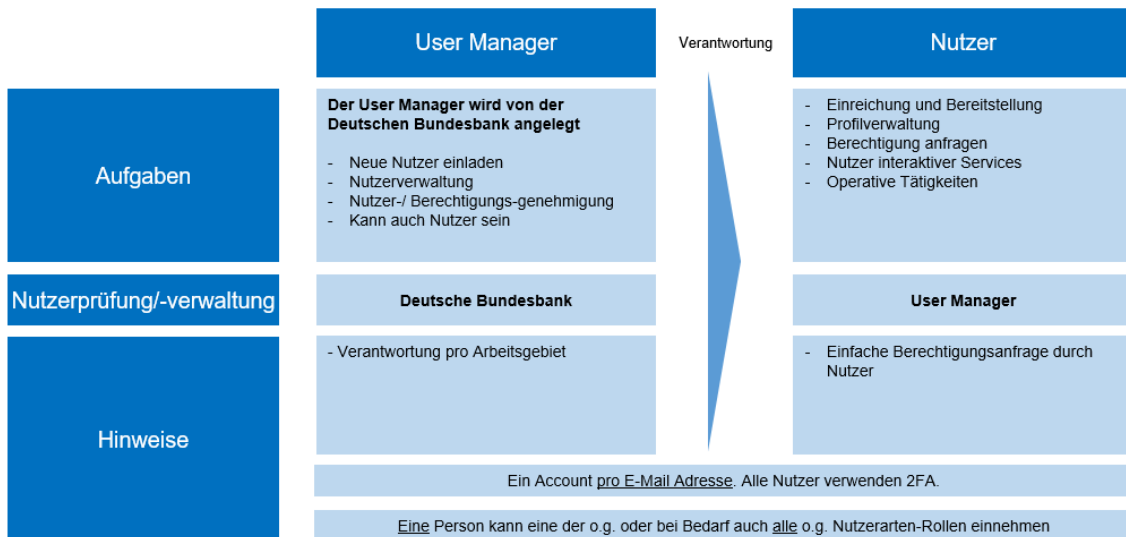 User Manager
Verantwortung
Nutzer
Aufgaben
Der User Manager wird von der
Deutschen Bundesbank angelegt
- Neue Nutzer einladen
- Nutzerverwaltung
- Nutzer-/ Berechtigungs-genehmigung
- Kann auch Nutzer sein
- Einreichung und Bereitstellung
- Profilverwaltung
- Berechtigung anfragen
- Nutzer interaktiver Services
- Operative Tätigkeiten
Nutzerprüfung/-verwaltung
Deutsche Bundesbank
User Manager
Hinweise
- Verantwortung pro Arbeitsgebiet
- Einfache Berechtigungsanfrage durch
Nutzer
Ein Account pro E-Mail Adresse. Alle Nutzer verwenden 2FA.
Eine Person kann eine der o.g. oder bei Bedarf auch alle o.g. Nutzerarten-Rollen einnehmen